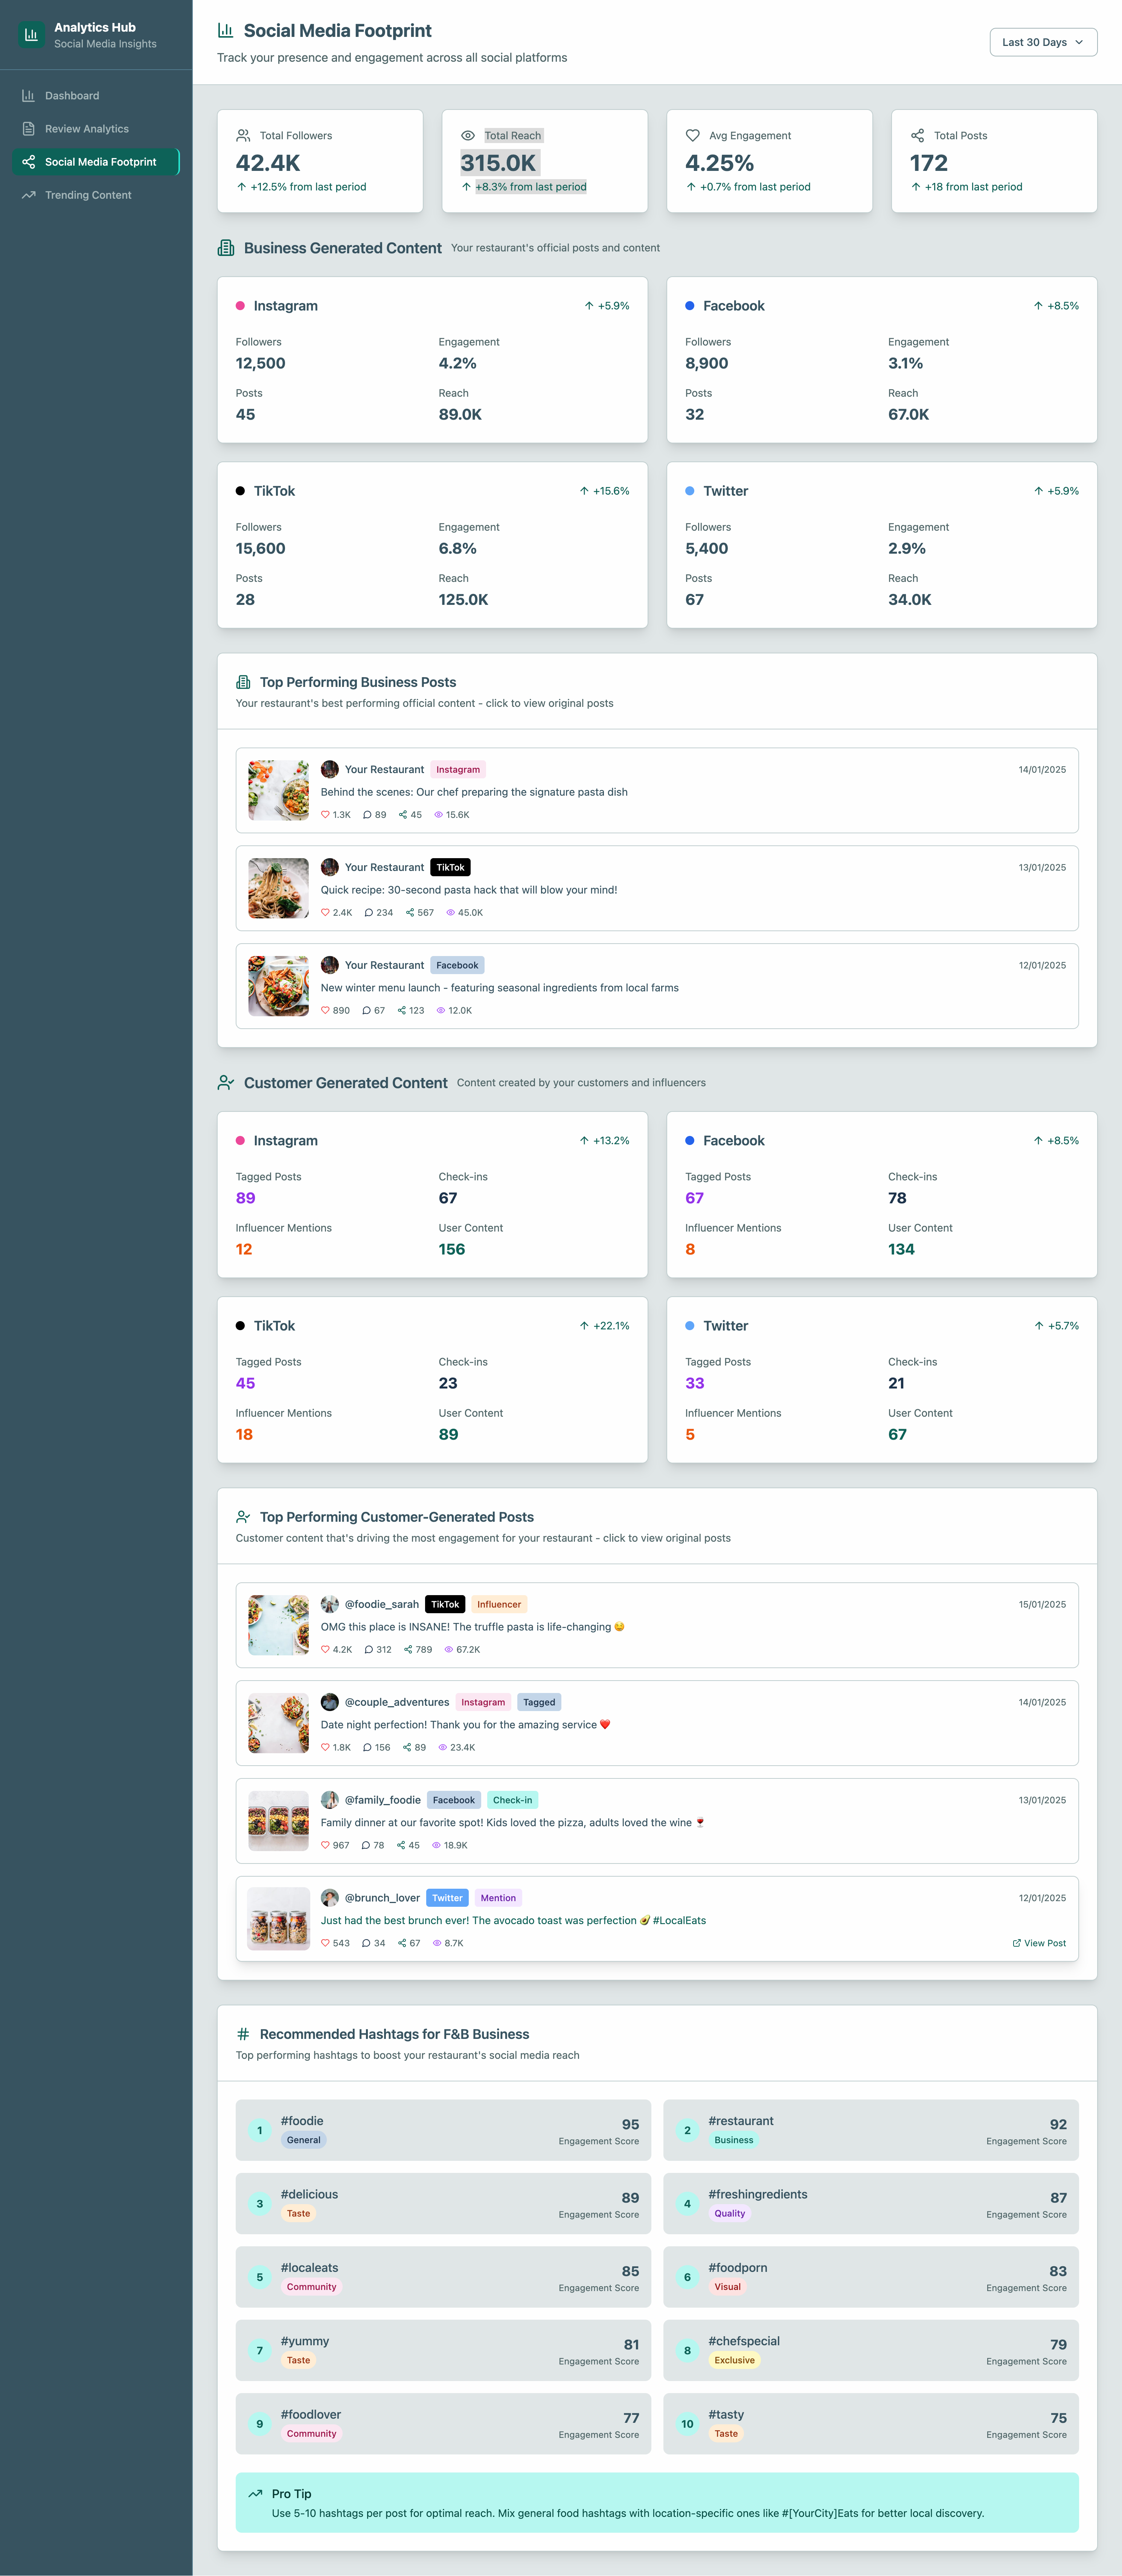 Analytics Hub
Social Media Insights
Dashboard
Review Analytics
Social Media Footprint
Trending Content
Social Media Footprint
Track your presence and engagement across all social platforms
Last 30 Days
Total Followers
42.4K
+12.5% from last period
Total Reach
315.0K
+8.3% from last period
Avg Engagement
4.25%
+0.7% from last period
Total Posts
172
+18 from last period
Business Generated Content Your restaurant's official posts and content
Instagram
+5.9%
Followers
12,500
Engagement
4.2%
Posts
45
Reach
89.0K
Facebook
+8.5%
Followers
8,900
Engagement
3.1%
Posts
32
Reach
67.0K
TikTok
+15.6%
Followers
15,600
Engagement
6.8%
Posts
28
Reach
125.0K
Twitter
+5.9%
Followers
5,400
Engagement
2.9%
Posts
67
Reach
34.0K
Top Performing Business Posts
Your restaurant's best performing official content - click to view original posts
Your Restaurant Instagram 14/01/2025
Behind the scenes: Our chef preparing the signature pasta dish
1.3K 89 45 15.6K
Your Restaurant TikTok 13/01/2025
Quick recipe: 30-second pasta hack that will blow your mind!
2.4K 234 567 45.0K
Your Restaurant Facebook 12/01/2025
New winter menu launch - featuring seasonal ingredients from local farms
890 67 123 12.0K
Customer Generated Content Content created by your customers and influencers
Instagram
+13.2%
Tagged Posts
89
Check-ins
67
Influencer Mentions
12
User Content
156
Facebook
+8.5%
Tagged Posts
67
Check-ins
78
Influencer Mentions
8
User Content
134
TikTok
+22.1%
Tagged Posts
45
Check-ins
23
Influencer Mentions
18
User Content
89
Twitter
+5.7%
Tagged Posts
33
Check-ins
21
Influencer Mentions
5
User Content
67
Top Performing Customer-Generated Posts
Customer content that's driving the most engagement for your restaurant - click to view original posts
@foodie_sarah TikTok Influencer 15/01/2025
OMG this place is INSANE! The truffle pasta is life-changing 🤤
4.2K 312 789 67.2K
@couple_adventures Instagram Tagged 14/01/2025
Date night perfection! Thank you for the amazing service ❤️
1.8K 156 89 23.4K
@family_foodie Facebook Check-in 13/01/2025
Family dinner at our favorite spot! Kids loved the pizza, adults loved the wine 🍷
967 78 45 18.9K
@brunch_lover Twitter Mention 12/01/2025
Just had the best brunch ever! The avocado toast was perfection 🥑 #LocalEats
543 34 67 8.7K View Post
Recommended Hashtags for F&B Business
Top performing hashtags to boost your restaurant's social media reach
1
#foodie
General
95
Engagement Score
2
#restaurant
Business
92
Engagement Score
3
#delicious
Taste
89
Engagement Score
4
#freshingredients
Quality
87
Engagement Score
5
#localeats
Community
85
Engagement Score
6
#foodporn
Visual
83
Engagement Score
7
#yummy
Taste
81
Engagement Score
8
#chefspecial
Exclusive
79
Engagement Score
9
#foodlover
Community
77
Engagement Score
10
#tasty
Taste
75
Engagement Score
Pro Tip
Use 5-10 hashtags per post for optimal reach. Mix general food hashtags with location-specific ones like #[YourCity]Eats for better local discovery.